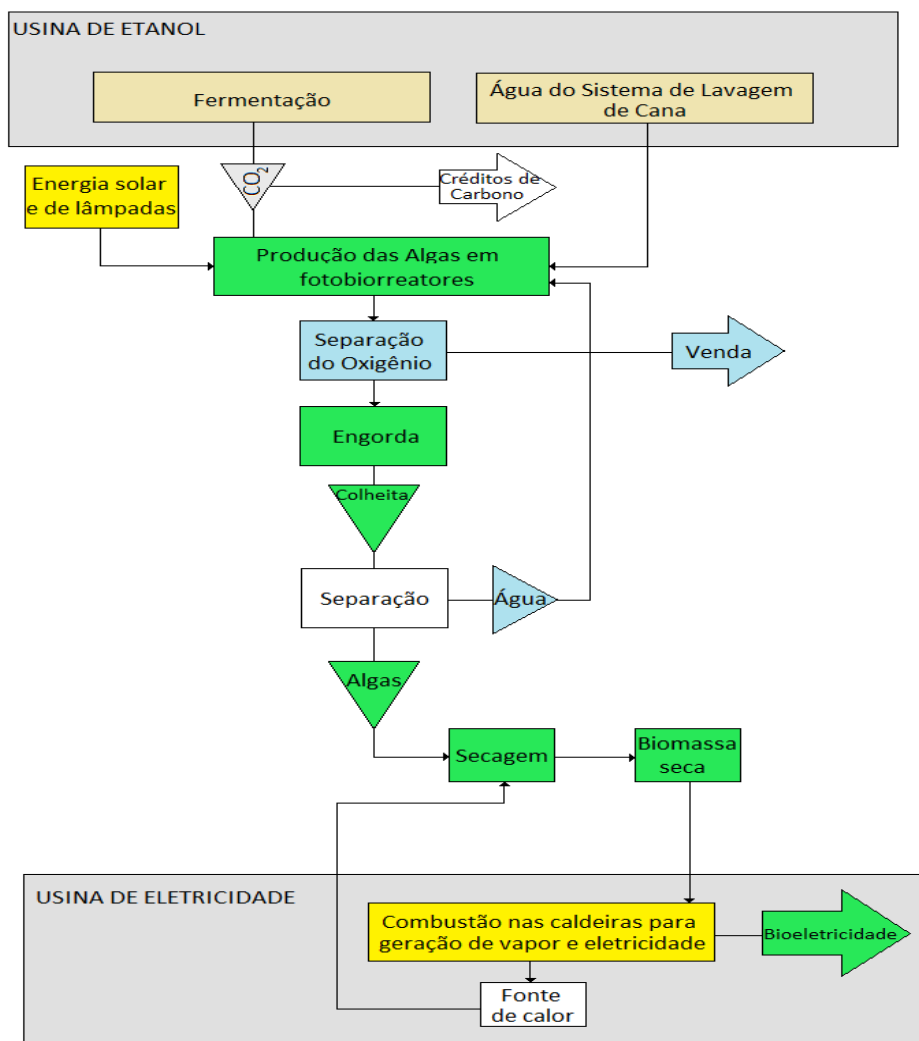 USINA DE ETANOL
Fermentação
Água do Sistema de Lavagem
de Cana
Energia solar
e de lâmpadas
CO2
Créditos de
Carbono
Produção das Algas em
fotobiorreatores
Separação
do Oxigênio
Venda
Engorda
Colheita
Separação
Água
Algas
Secagem
Biomassa
seca
USINA DE ELETRICIDADE
Combustão nas caldeiras para
geração de vapor e eletricidade
Bioeletricidade
Fonte
de calor